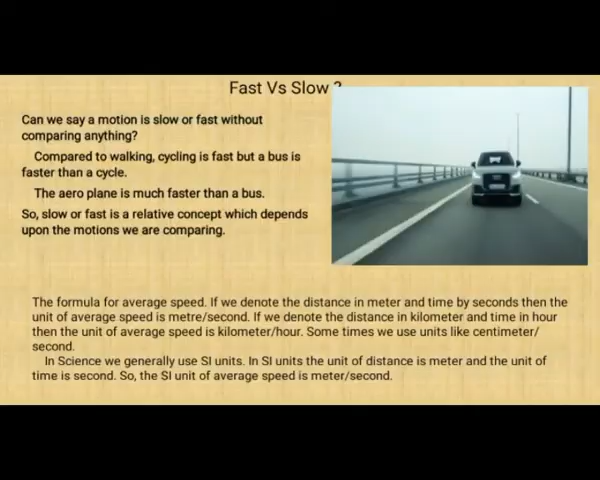 Fast Vs Slow ?
Can we say a motion is slow or fast without
comparing anything?
Compared to walking, cycling is fast but a bus is
faster than a cycle.
The aero plane is much faster than a bus.
So, slow or fast is a relative concept which depends
upon the motions we are comparing.
The formula for average speed. If we denote the distance in meter and time by seconds then the
unit of average speed is metre/second. If we denote the distance in kilometer and time in hour
then the unit of average speed is kilometer/hour. Some times we use units like centimeter/
second.
In Science we generally use SI units. In SI units the unit of distance is meter and the unit of
time is second. So, the SI unit of average speed is meter/second.